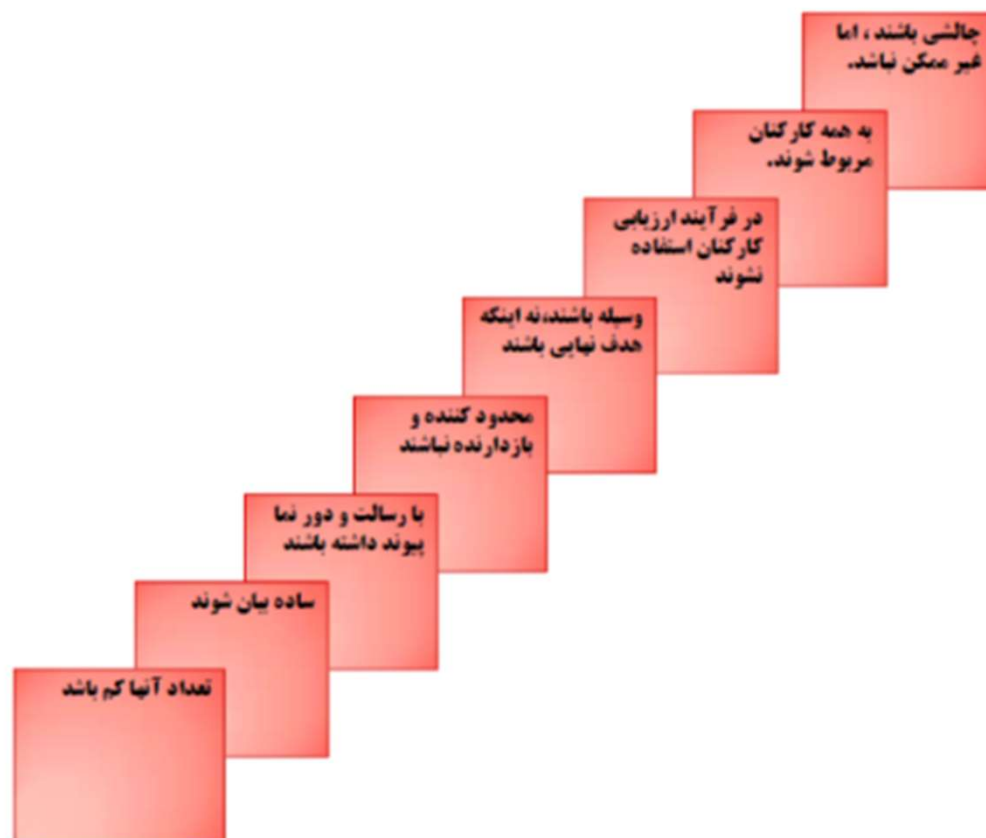 چالشی باشند ، اما
غیر ممکن نباشد.
به همه کارکنان
مربوط شوند.
در فرآیند ارزیابی
کارکنان استفاده
نشوند
وسیله باشند،نه اینکه
هدف نهایی باشند
محدود کننده و
بازدارنده نباشند
با رسالت و دور نما
پیوند داشته باشند
ساده بیان شوند
تعداد آنها کم باشد